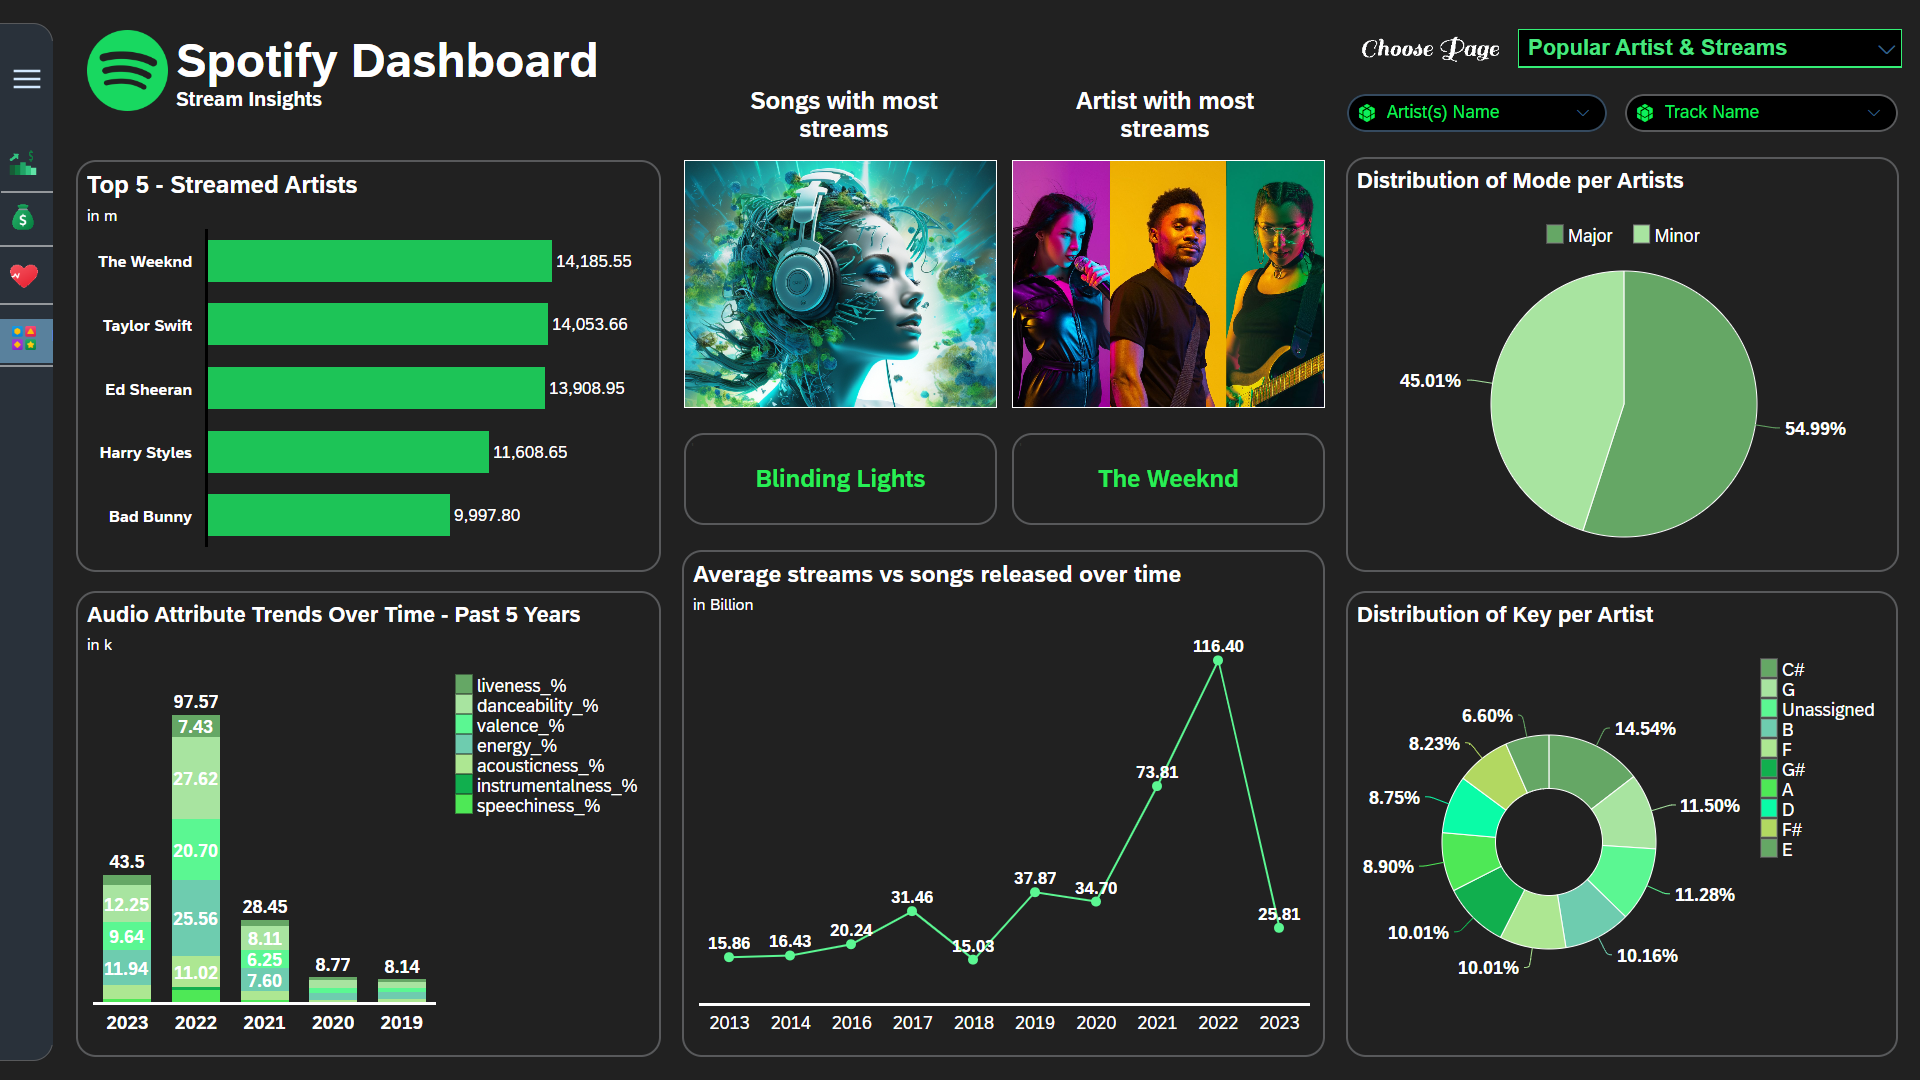 Spotify Dashboard
Stream Insights
Choose Page
Popular Artist & Streams
Artist(s) Name
Track Name
Top 5 - Streamed Artists
in m
The Weeknd
14,185.55
Taylor Swift
14,053.66
Ed Sheeran
13,908.95
Harry Styles
11,608.65
Bad Bunny
9,997.80
Songs with most
streams
Blinding Lights
Artist with most
streams
The Weeknd
Distribution of Mode per Artists
Major
Minor
45.01%
54.99%
Audio Attribute Trends Over Time - Past 5 Years
in k
liveness_%
danceability_%
valence_%
energy_%
acousticness_%
instrumentalness_%
speechiness_%
43.5
12.25
9.64
11.94
97.57
7.43
27.62
20.70
25.56
11.02
28.45
8.11
6.25
7.60
8.77
8.14
2023
2022
2021
2020
2019
Average streams vs songs released over time
in Billion
15.86
16.43
20.24
31.46
15.03
37.87
34.70
73.81
116.40
25.81
2013
2014
2016
2017
2018
2019
2020
2021
2022
2023
Distribution of Key per Artist
C#
G
Unassigned
B
F
G#
A
D
F#
E
14.54%
11.50%
11.28%
10.16%
10.01%
10.01%
8.90%
8.75%
8.23%
6.60%